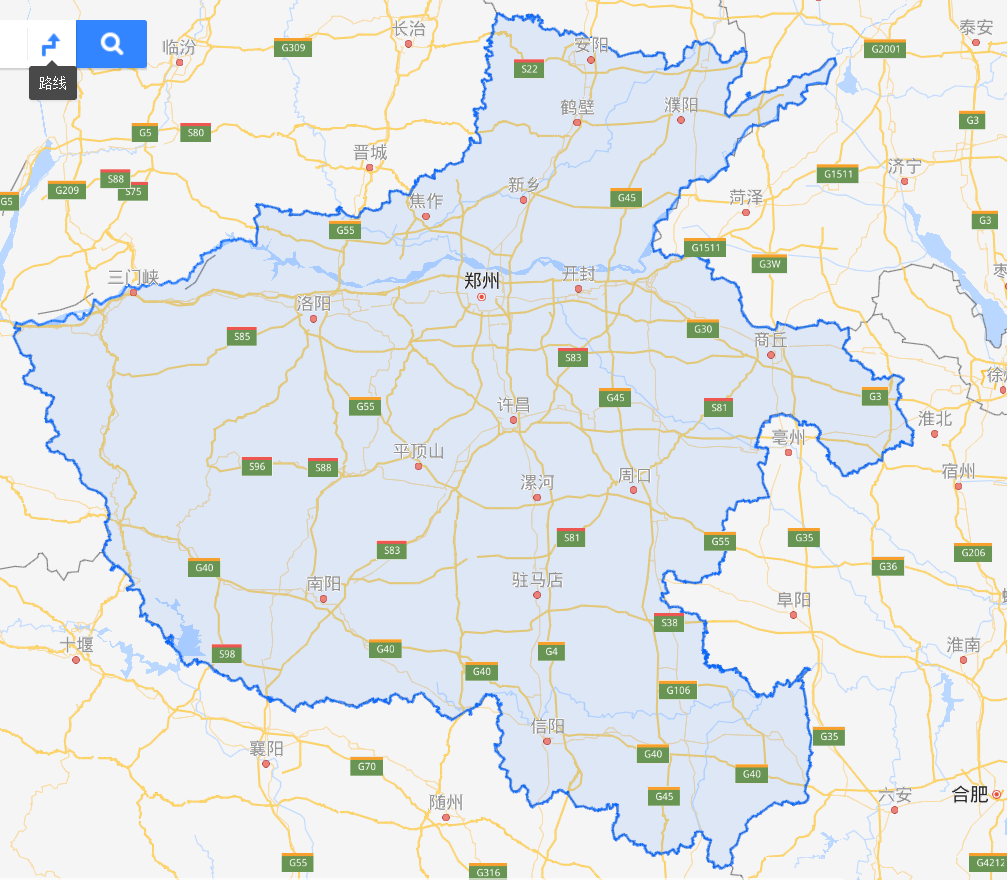 长治
泰安
临汾
G309
安阳
G2001
S22
路线
鹤壁
濮阳
G3
G5
S80
晋城
济宁
G1511
S88
S75
G209
G5
新乡
焦作
G45
菏泽
G3
G55
G1511
G3W
三门峡
郑州
开封
枣
洛阳
G30
S85
商丘
S83
徐州
G55
G45
G3
许昌
S81
淮北
亳州
平顶山
S96
S88
漯河
周口
宿州
S81
G55
G35
S83
G206
G40
G36
南阳
驻马店
阜阳
S38
十堰
S98
G40
G4
淮南
G40
G106
信阳
G35
襄阳
G40
G70
G40
随州
G45
六安
合肥
G55
G316
G4212